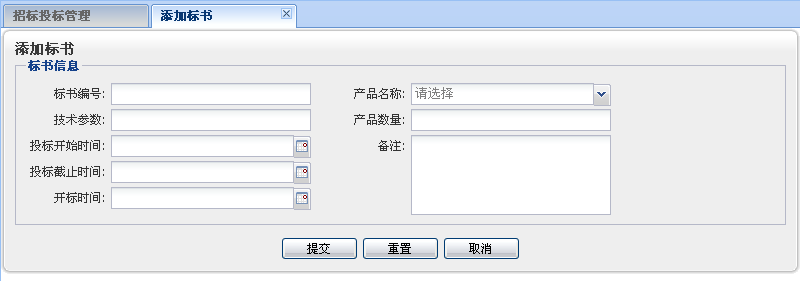 招标投标管理
添加标书
添加标书
标书信息
标书编号:
产品名称: 请选择
技术参数:
产品数量:
投标开始时间:
备注:
投标截止时间:
开标时间:
提交
重置
取消